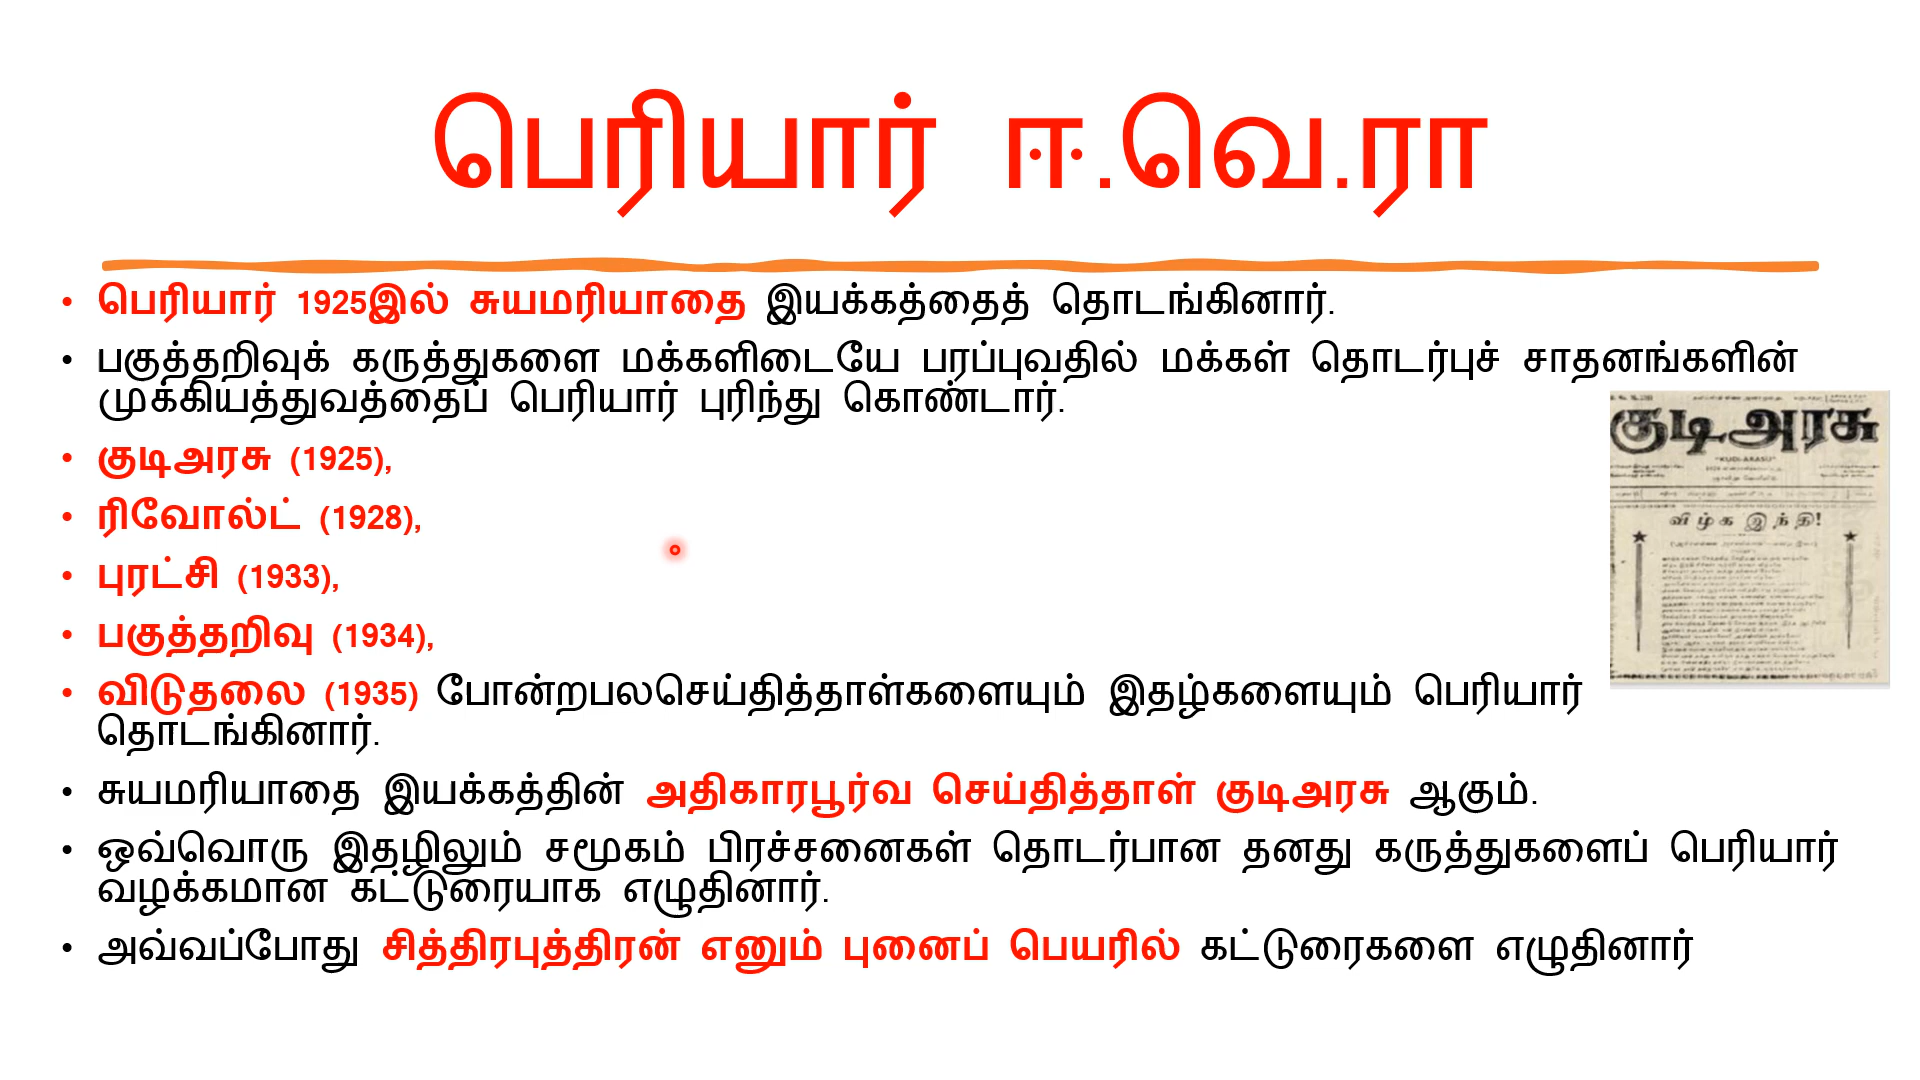 பெரியார் ஈ.வெ.ரா
• பெரியார் 1925இல் சுயமரியாதை இயக்கத்தைத் தொடங்கினார்.
• பகுத்தறிவுக் கருத்துகளை மக்களிடையே பரப்புவதில் மக்கள் தொடர்புச் சாதனங்களின்
முக்கியத்துவத்தைப் பெரியார் புரிந்து கொண்டார்.
• குடிஅரசு (1925),
• ரிவோல்ட் (1928),
• புரட்சி (1933),
• பகுத்தறிவு (1934),
• விடுதலை (1935) போன்றபலசெய்தித்தாள்களையும் இதழ்களையும் பெரியார்
தொடங்கினார்.
• சுயமரியாதை இயக்கத்தின் அதிகாரபூர்வ செய்தித்தாள் குடிஅரசு ஆகும்.
• ஒவ்வொரு இதழிலும் சமூகம் பிரச்சனைகள் தொடர்பான தனது கருத்துகளைப் பெரியார்
வழக்கமான கட்டுரையாக எழுதினார்.
• அவ்வப்போது சித்திரபுத்திரன் எனும் புனைப் பெயரில் கட்டுரைகளை எழுதினார்
குடிஅரசு
"KUDI-ARASU"
வீழ்க இந்தி!